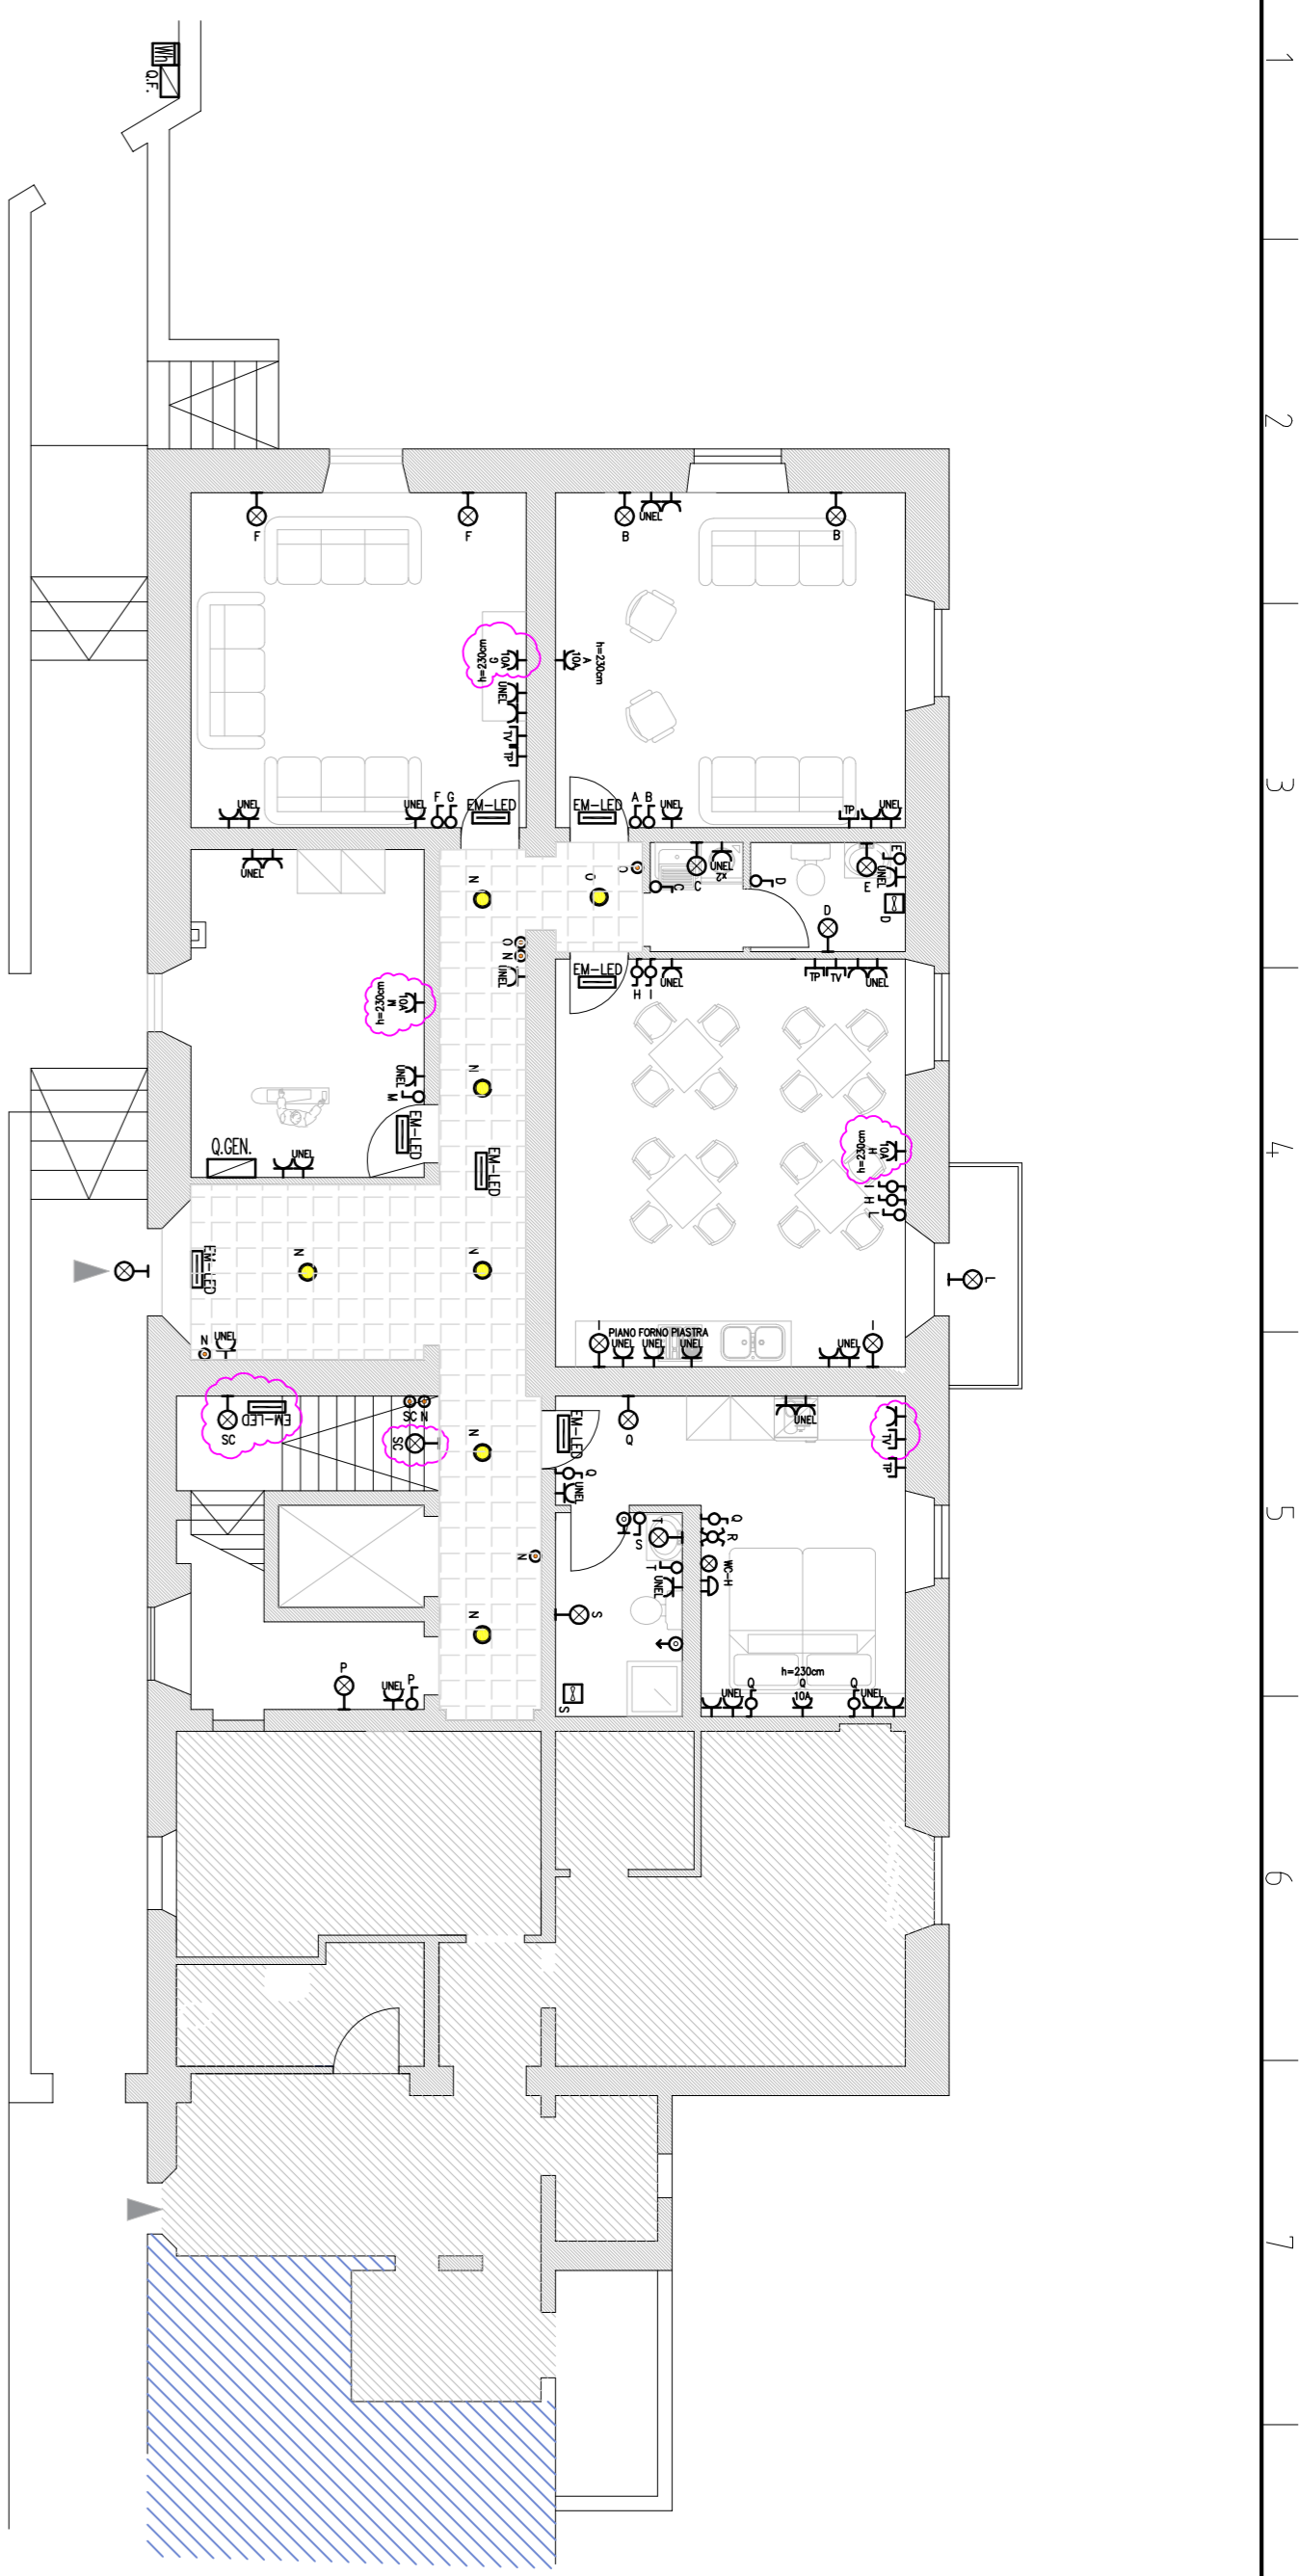 1
Wh
Q.F.
2
F
F
B
UNEL
B
10A
G
h=230cm
A
10A
h=230cm
UNEL
TV
TP
3
UNEL
UNEL
F G
EM-LED
EM-LED
A B
UNEL
TP
UNEL
UNEL
N
O
O
C
C
UNEL
x2
D
E
E
UNEL
D
D
O N
UNEL
EM-LED
H I
UNEL
TP
TV
UNEL
10A
M
h=230cm
N
UNEL
M
EM-LED
Q.GEN.
UNEL
EM-LED
10A
H
h=230cm
4
I
H
L
EM-LED
N
N
L
N
UNEL
I
PIANO FORNO PIASTRA
UNEL
UNEL
UNEL
UNEL
I
SC
EM-LED
SC N
SC
N
EM-LED
Q
UNEL
TV
TP
Q
UNEL
5
S
T
Q
R
T
UNEL
WC-H
N
N
S
P
UNEL
P
S
h=230cm
UNEL
Q
Q
10A
Q
UNEL
6
7